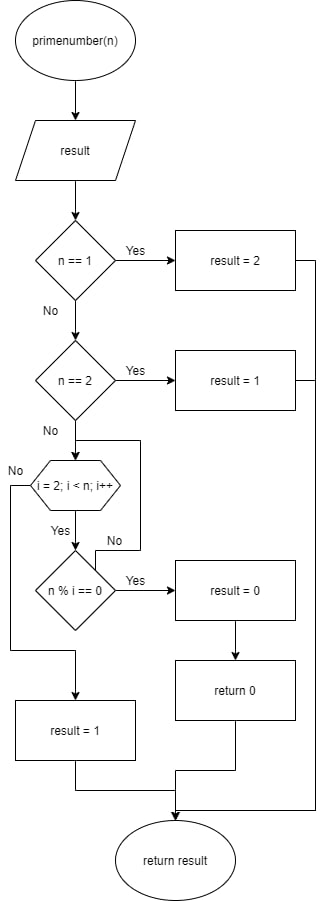 primenumber(n)
result
n == 1
Yes
result = 2
No
n == 2
Yes
result = 1
No
No
i = 2; i < n; i++
Yes
No
n % i == 0
Yes
result = 0
return 0
result = 1
return result